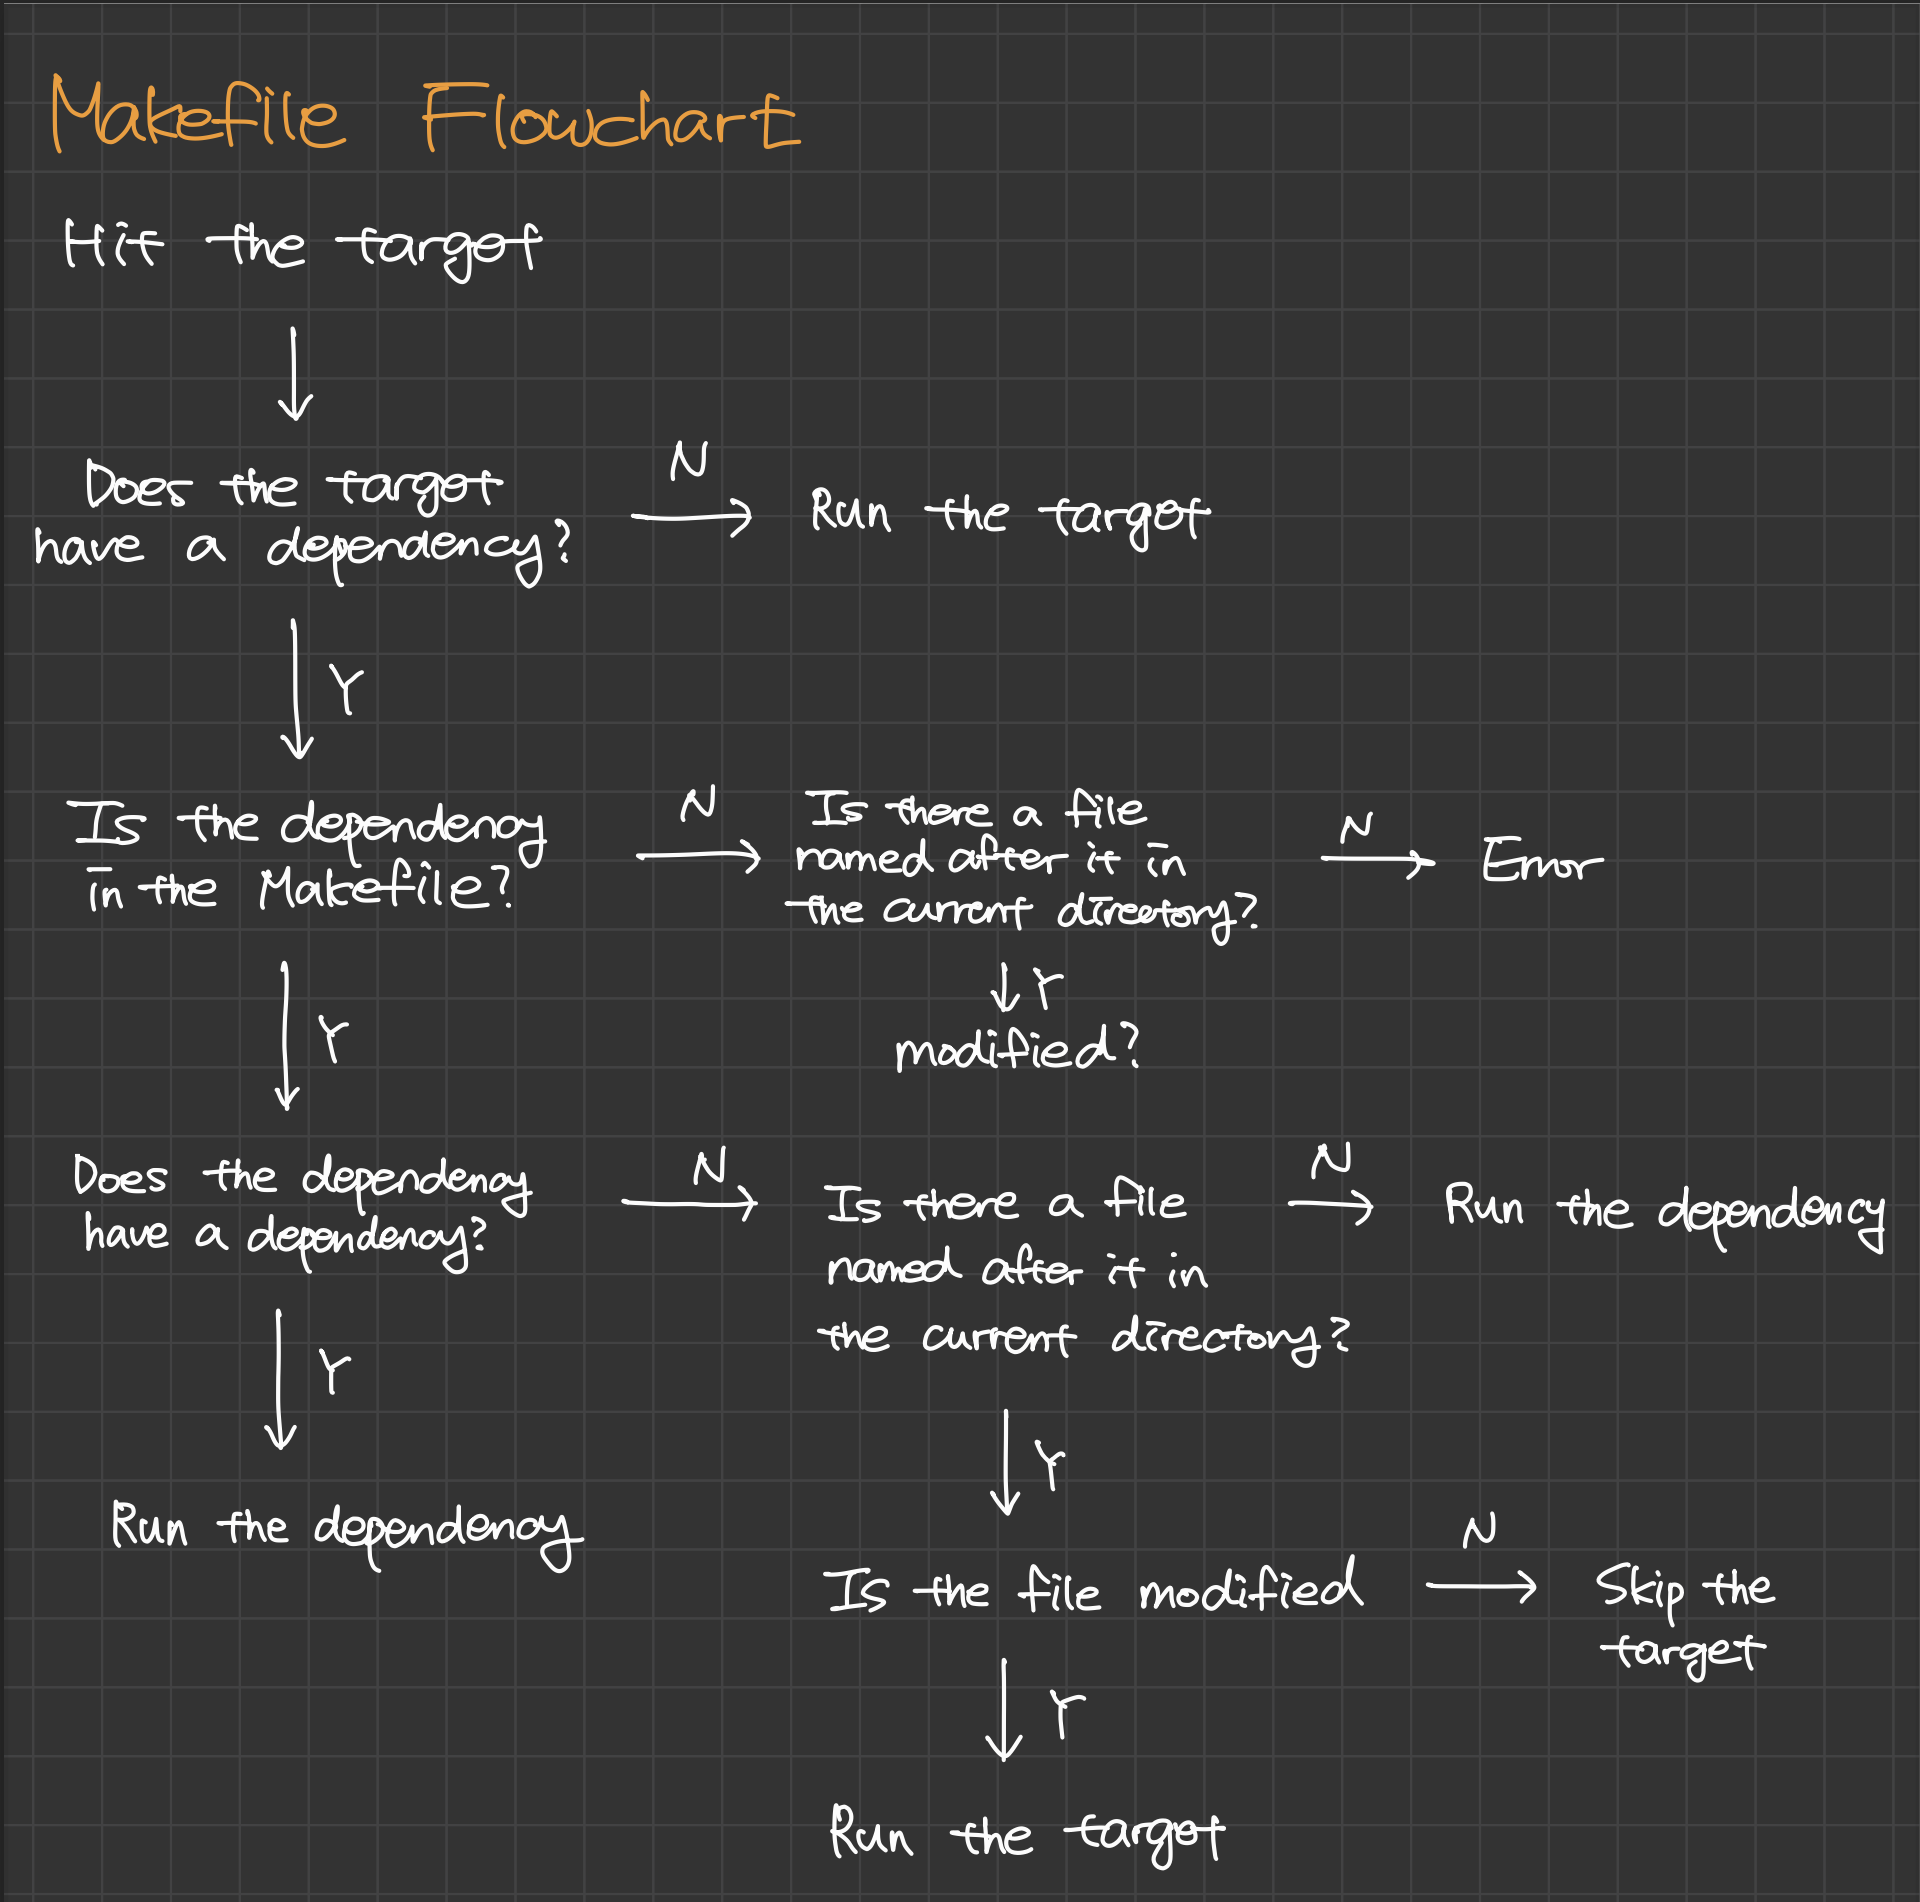 Makefile Flowchart
Hit the target
Does the target
have a dependency?
N
Run the target
Y
Is the dependency
in the Makefile?
N
Is there a file
named after it in
the current directory?
N
Error
Y
modified?
Y
Does the dependency
have a dependency?
N
Is there a file
named after it in
the current directory?
N
Run the dependency
Y
Run the dependency
Y
Is the file modified
N
Skip the
target
Y
Run the target